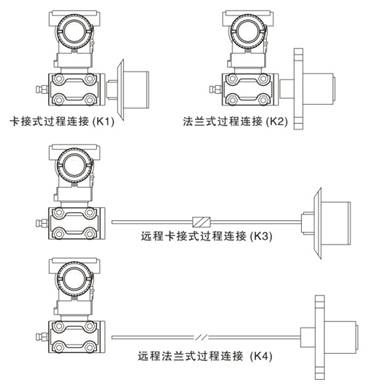 卡接式过程连接 (K1)
法兰式过程连接 (K2)
远程卡接式过程连接 (K3)
远程法兰式过程连接 (K4)